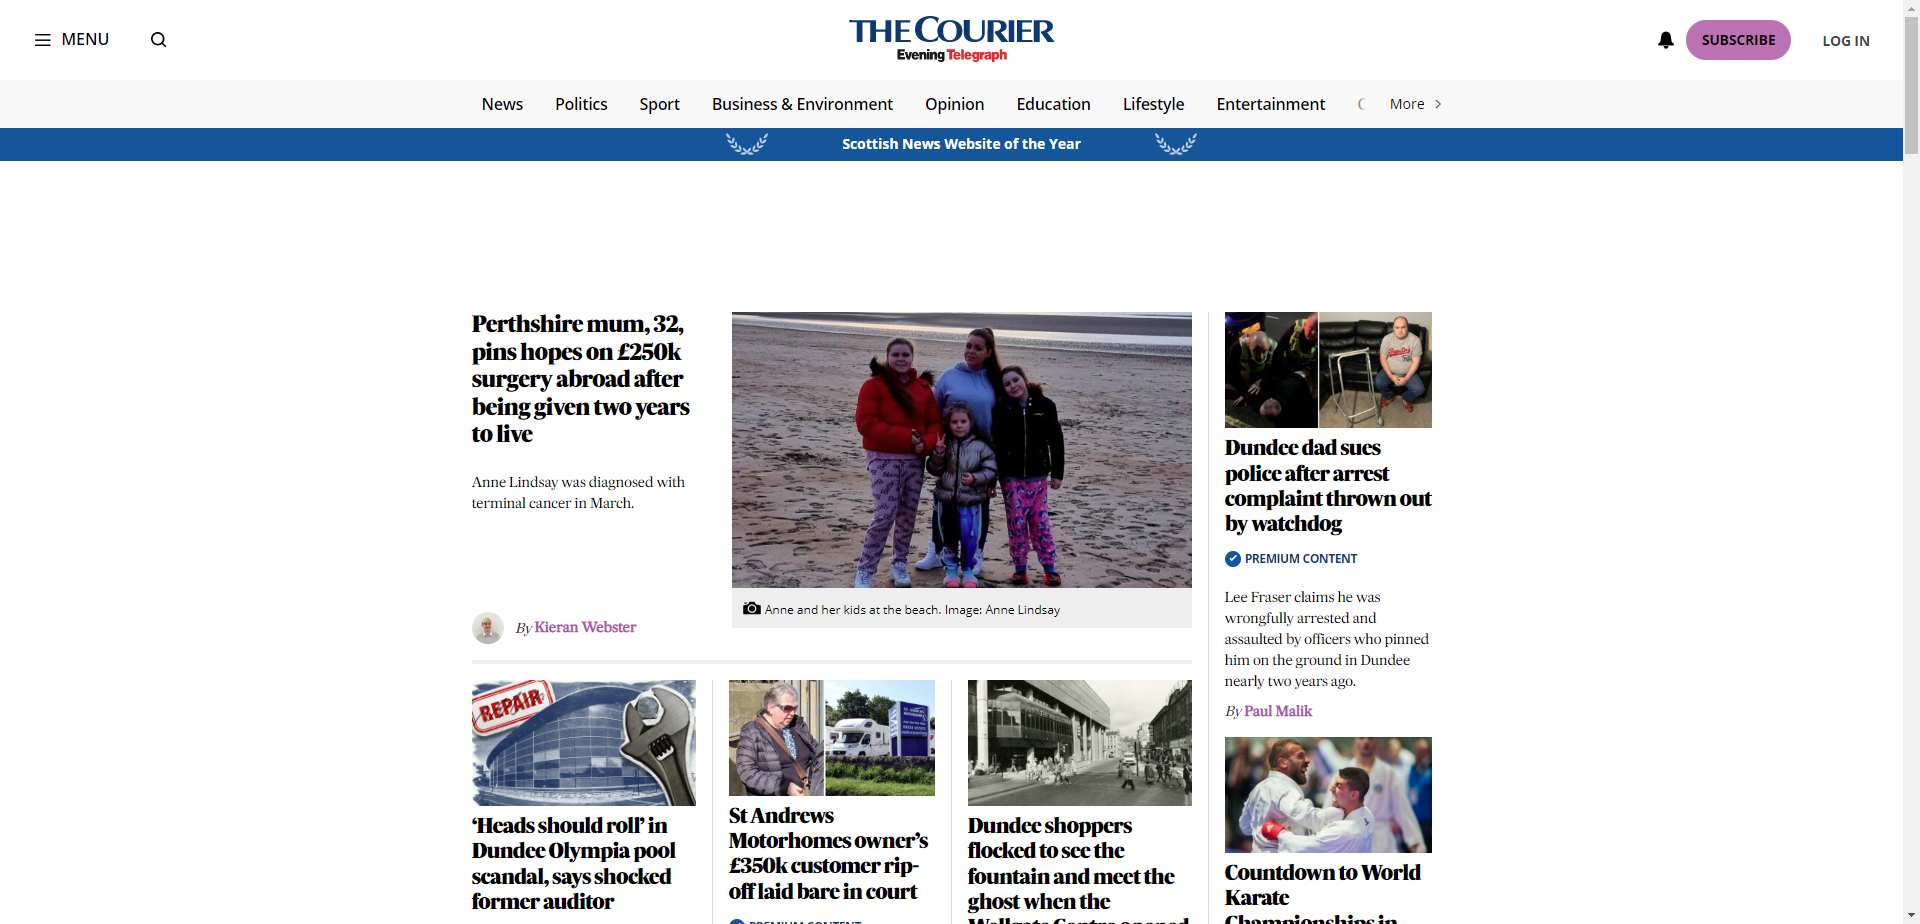 MENU
THE COURIER
Evening Telegraph
SUBSCRIBE
LOG IN
News
Politics
Sport
Business & Environment
Opinion
Education
Lifestyle
Entertainment
More
Scottish News Website of the Year
Perthshire mum, 32,
pins hopes on £250k
surgery abroad after
being given two years
to live
Anne Lindsay was diagnosed with
terminal cancer in March.
By Kieran Webster
Anne and her kids at the beach. Image: Anne Lindsay
Dundee dad sues
police after arrest
complaint thrown out
by watchdog
PREMIUM CONTENT
Lee Fraser claims he was
wrongfully arrested and
assaulted by officers who pinned
him on the ground in Dundee
nearly two years ago.
By Paul Malik
REPAIR
‘Heads should roll’ in
Dundee Olympia pool
scandal, says shocked
former auditor
St Andrews
Motorhomes owner’s
£350k customer rip-
off laid bare in court
PREMIUM CONTENT
Dundee shoppers
flocked to see the
fountain and meet the
ghost when the
Wellgate Centre opened
Countdown to World
Karate
Championships in